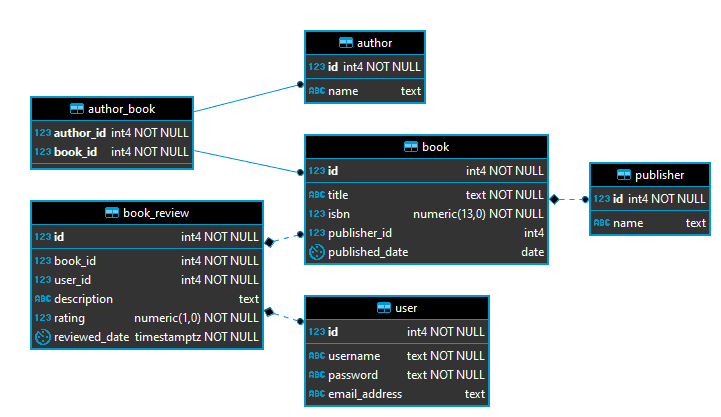 author
123 id int4 NOT NULL
ABC name text
author_book
123 author_id int4 NOT NULL
123 book_id int4 NOT NULL
book
123 id int4 NOT NULL
ABC title text NOT NULL
123 isbn numeric(13,0) NOT NULL
123 publisher_id int4
published_date date
publisher
123 id int4 NOT NULL
ABC name text
book_review
123 id int4 NOT NULL
123 book_id int4 NOT NULL
123 user_id int4 NOT NULL
ABC description text
123 rating numeric(1,0) NOT NULL
reviewed_date timestamptz NOT NULL
user
123 id int4 NOT NULL
ABC username text NOT NULL
ABC password text NOT NULL
ABC email_address text